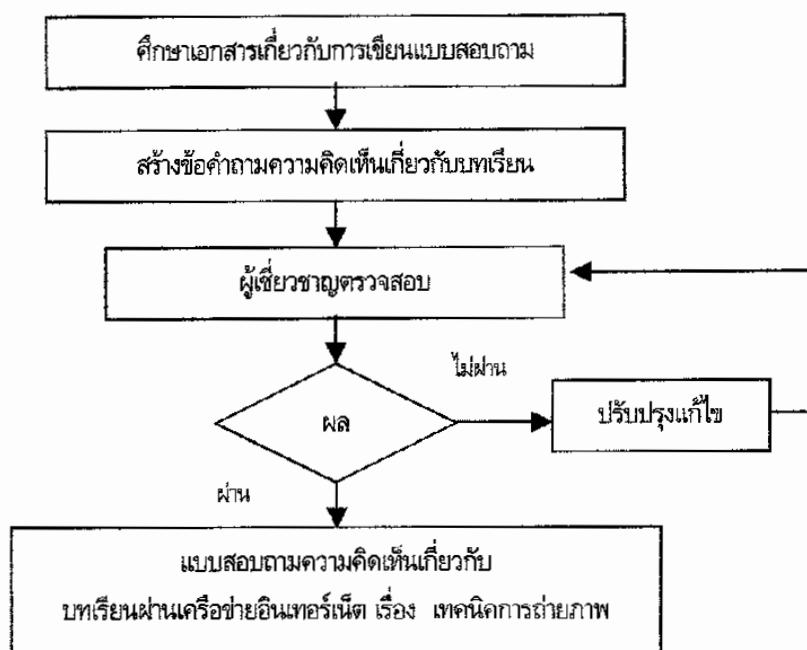 ศึกษาเอกสารเกี่ยวกับการเขียนแบบสอบถาม
สร้างข้อคำถามความคิดเห็นเกี่ยวกับบทเรียน
ผู้เชี่ยวชาญตรวจสอบ
ไม่ผ่าน
ผล
ปรับปรุงแก้ไข
ผ่าน
แบบสอบถามความคิดเห็นเกี่ยวกับ
บทเรียนผ่านเครือข่ายอินเทอร์เน็ต เรื่อง เทคนิคการถ่ายภาพ